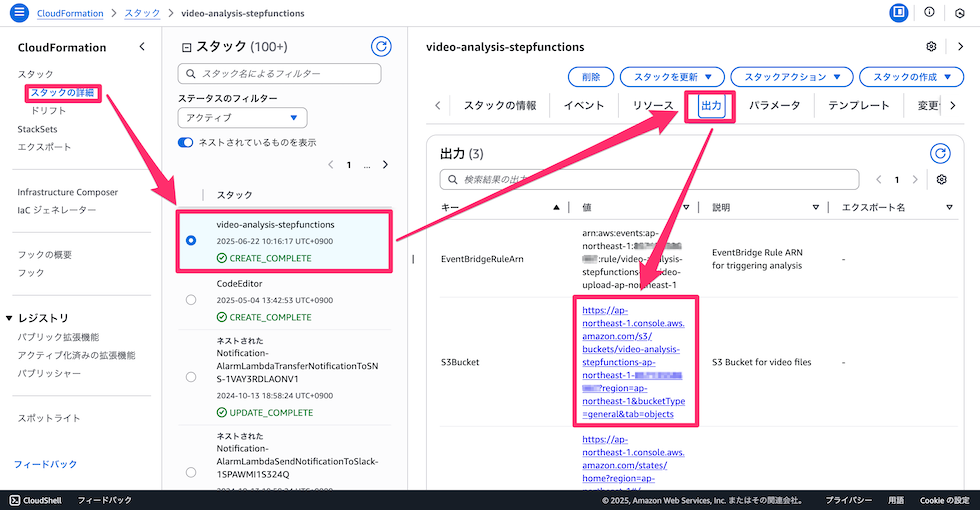 CloudFormation > スタック > video-analysis-stepfunctions
CloudFormation
スタック
スタックの詳細
ドリフト
StackSets
エクスポート
Infrastructure Composer
IaC ジェネレーター
フックの概要
フック
レジストリ
パブリック拡張機能
アクティブ化済みの拡張機能
パブリッシャー
スポットライト
フィードバック
スタック (100+)
スタック名によるフィルター
ステータスのフィルター
アクティブ
ネストされているものを表示
1 ...
スタック
video-analysis-stepfunctions
2025-06-22 10:16:17 UTC+0900
CREATE_COMPLETE
CodeEditor
2025-05-04 13:42:53 UTC+0900
CREATE_COMPLETE
ネストされた
Notification-
AlarmLambdaTransferNotificationToSN
S-1VAY3RDLAONV1
2024-10-13 18:58:24 UTC+0900
UPDATE_COMPLETE
ネストされた
Notification-
AlarmLambdaSendNotificationToSlack-
1SPAWMI1S324Q
video-analysis-stepfunctions
削除
スタックを更新
スタックアクション
スタックの作成
スタックの情報
イベント
リソース
出力
パラメータ
テンプレート
変更
出力 (3)
検索結果の出力
1
キー
値
説明
エクスポート名
EventBridgeRuleArn
arn:aws:events:ap-
northeast-1:
:rule/video-analysis-
stepfunctions-
video-
upload-ap-northeast-1
EventBridge Rule ARN
for triggering analysis
-
S3Bucket
https://ap-
northeast-1.console.aws.
amazon.com/s3/
buckets/video-analysis-
stepfunctions-ap-
northeast-1-
?region=ap-
northeast-1&bucketType
=general&tab=objects
S3 Bucket for video files
-
https://ap-
northeast-1.console.aws.
amazon.com/states/
home?region=ap-
CloudShell
フィードバック
© 2025, Amazon Web Services, Inc. またはその関連会社。
プライバシー
用語
Cookie の設定